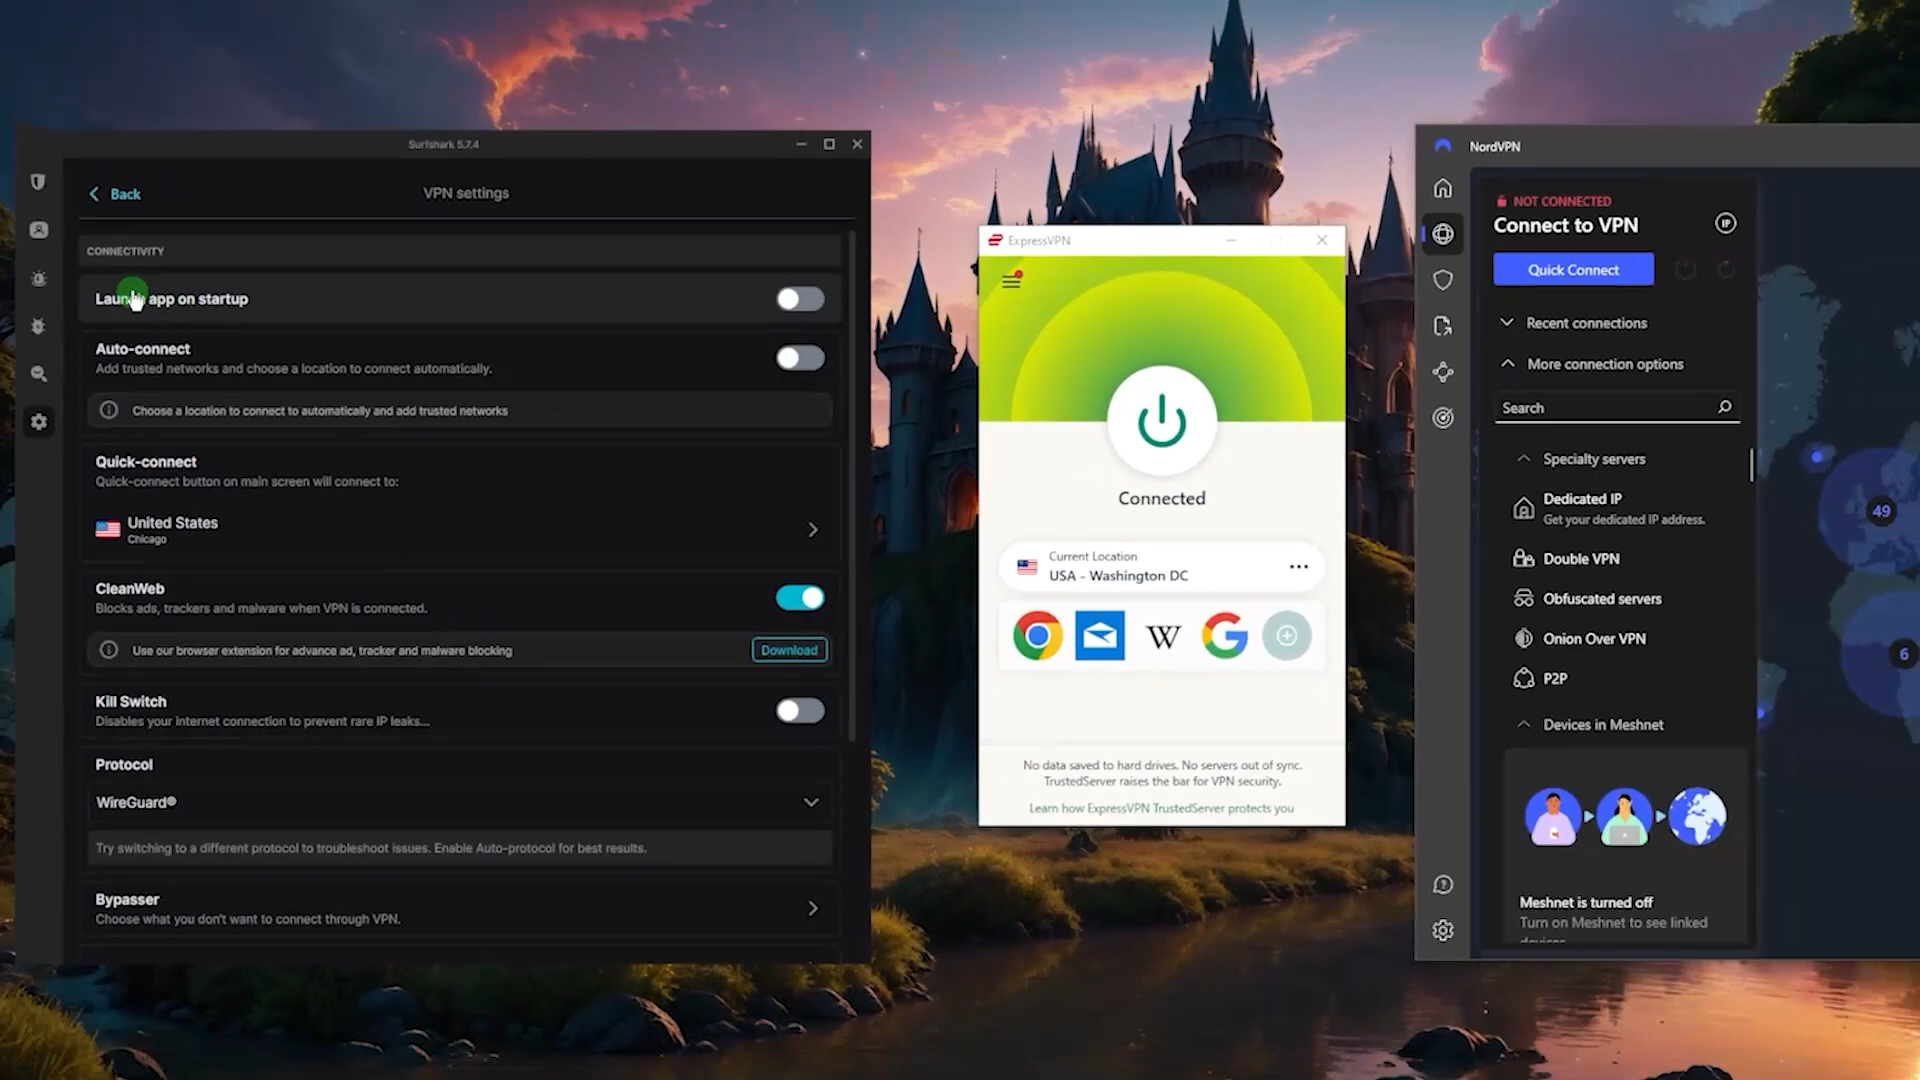 Surfshark 5.7.4
Back
VPN settings
CONNECTIVITY
Launch app on startup
Auto-connect
Add trusted networks and choose a location to connect automatically.
Choose a location to connect to automatically and add trusted networks
Quick-connect
Quick-connect button on main screen will connect to:
United States
Chicago
CleanWeb
Blocks ads, trackers and malware when VPN is connected.
Use our browser extension for advance ad, tracker and malware blocking
Download
Kill Switch
Disables your internet connection to prevent rare IP leaks...
Protocol
WireGuard®
Try switching to a different protocol to troubleshoot issues. Enable Auto-protocol for best results.
Bypasser
Choose what you don't want to connect through VPN.
ExpressVPN
Connected
Current Location
USA - Washington DC
W
G
No data saved to hard drives. No servers out of sync.
TrustedServer raises the bar for VPN security.
Learn how ExpressVPN TrustedServer protects you
NordVPN
NOT CONNECTED
Connect to VPN
IP
Quick Connect
Recent connections
More connection options
Search
Specialty servers
Dedicated IP
Get your dedicated IP address.
Double VPN
Obfuscated servers
Onion Over VPN
P2P
Devices in Meshnet
Meshnet is turned off
Turn on Meshnet to see linked
devices.
49
6